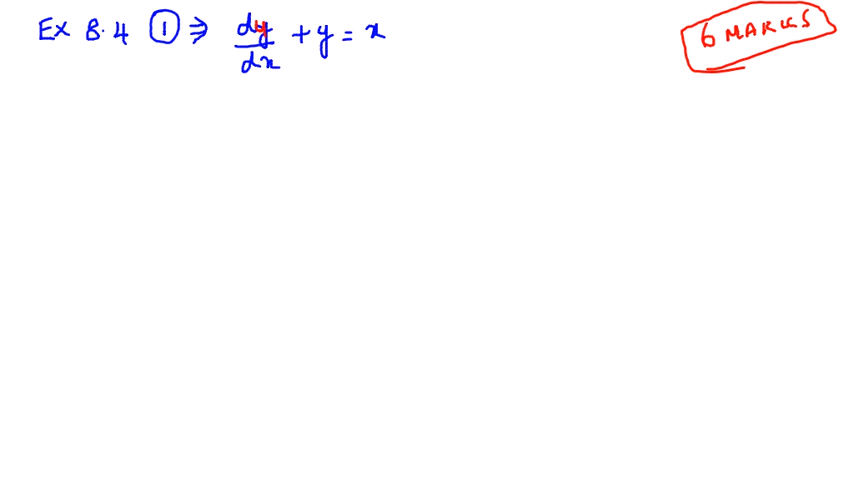 Ex 8.4 ① ⇒ dy/dx + y = x
6 MARKS